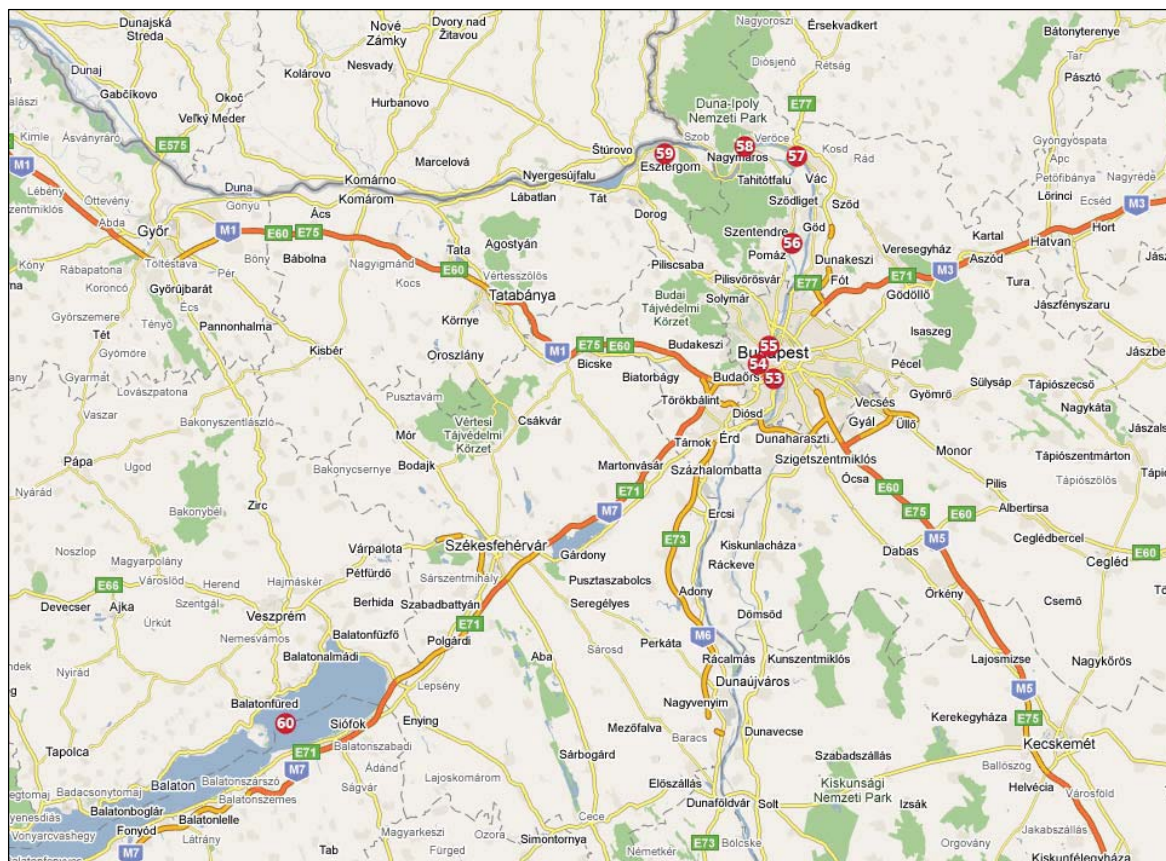 Dunajská
Streda
Nové
Zámky
Dvory nad
Žitavou
Nagyoroszi
Érsekvadkert
Bátonyterenye
Tar
Pásztó
Dunaj
Gabčíkovo
Okoč
Kolárovo
Nesvady
Hurbanovo
Diósjenő
Rétság
E77
Duna-Ipoly
Nemzeti Park
Veľký Meder
Ásványráró
Kimle
M1
E575
Marcelová
Štúrovo
Szob
Verőce
59
58
57
Esztergom
Nagymaros
Kosd
Rád
Vác
Gyöngyöspata
Apc
Petőfibánya
Lőrinci
Nagyréde
Ecséd
M3
Lébény
Öttevény
Abda
Duna
Gönyü
Komárno
Komárom
Nyergesújfalu
Lábatlan
Tát
Tahitótfalu
Sződliget
Sződ
Ács
Dorog
Szentendre
Göd
Győr
M1
E60
E75
56
Pomáz
Veresegyház
Kartal
Hatvan
Hort
Agostyán
Tata
Dunakeszi
Aszód
M3
Kóny
Rábapatona
Töltéstava
Bőny
Bábolna
Nagyigmánd
Kocs
E60
Vértesszőlős
Piliscsaba
Pilisvörösvár
E77
Fót
E71
Tura
Koroncó
Győrújbarát
Pér
Tatabánya
Solymár
Gödöllő
Jászfényszaru
Écs
Környe
Budai
Tájvédelmi
Körzet
Győrszemere
Tényő
Pannonhalma
Isaszeg
Tét
Gyömöre
Kisbér
Oroszlány
M1
E75
E60
Budakeszi
55
Budapest
Bicske
54
Pécel
Gyarmat
Lovászpatona
Biatorbágy
Budaörs
53
Sülysáp
Tápiószecső
Pusztavám
Törökbálint
Gyömrő
Vaszar
Bakonyszentlászló
Vértesi
Tájvédelmi
Körzet
Csákvár
Diósd
Vecsés
Nagykáta
Gyál
Üllő
Mór
Tárnok
Érd
Dunaharaszti
Pápa
Ugod
Bakonycsernye
Bodajk
Martonvásár
Százhalombatta
Szigetszentmiklós
Monor
Tápiószentmárton
Nyárád
Zirc
E71
Ócsa
Pilis
Tápiószőlős
Bakonybél
M7
E60
Ercsi
E75
E60
Albertirsa
Noszlop
Várpalota
Székesfehérvár
Gárdony
E73
Kiskunlacháza
M5
Ceglédbercel
E60
Magyarpolány
Pétfürdő
Dabas
Cegléd
E66
Városlőd
Herend
Hajmáskér
Sárszentmihály
Pusztaszabolcs
Ráckeve
Devecser
Ajka
Szentgál
Berhida
Szabadbattyán
Seregélyes
Adony
Dömsöd
Örkény
Csemő
Úrkút
Veszprém
E71
Nemesvámos
Balatonfűzfő
Polgárdi
Perkáta
M6
Sárosd
Balatonalmádi
Aba
Rácalmás
Kunszentmiklós
Lajosmizse
Nagykőrös
Nyirád
Lepsény
Dunaújváros
M5
Balatonfüred
Nagyvenyim
60
Siófok
Enying
Mezőfalva
Kerekegyháza
E75
Tapolca
E71
Balatonszabadi
Baracs
Dunavecse
Kecskemét
Sárbogárd
Szabadszállás
Ballószög
Balaton
Balatonszárszó
M7
Ádánd
Lajoskomárom
Előszállás
Kiskunsági
Nemzeti Park
Helvécia
Városföld
Badacsonytomaj
Balatonszemes
Ságvár
Balatonboglár
Dunaföldvár
Solt
Izsák
Balatonlelle
Cece
Fonyód
Látrány
Magyarkeszi
Ozora
Simontornya
Jakabszállás
M7
Tab
Fürged
Németkér
E73
Bölcske
Orgovány
Kiskunfélegyháza